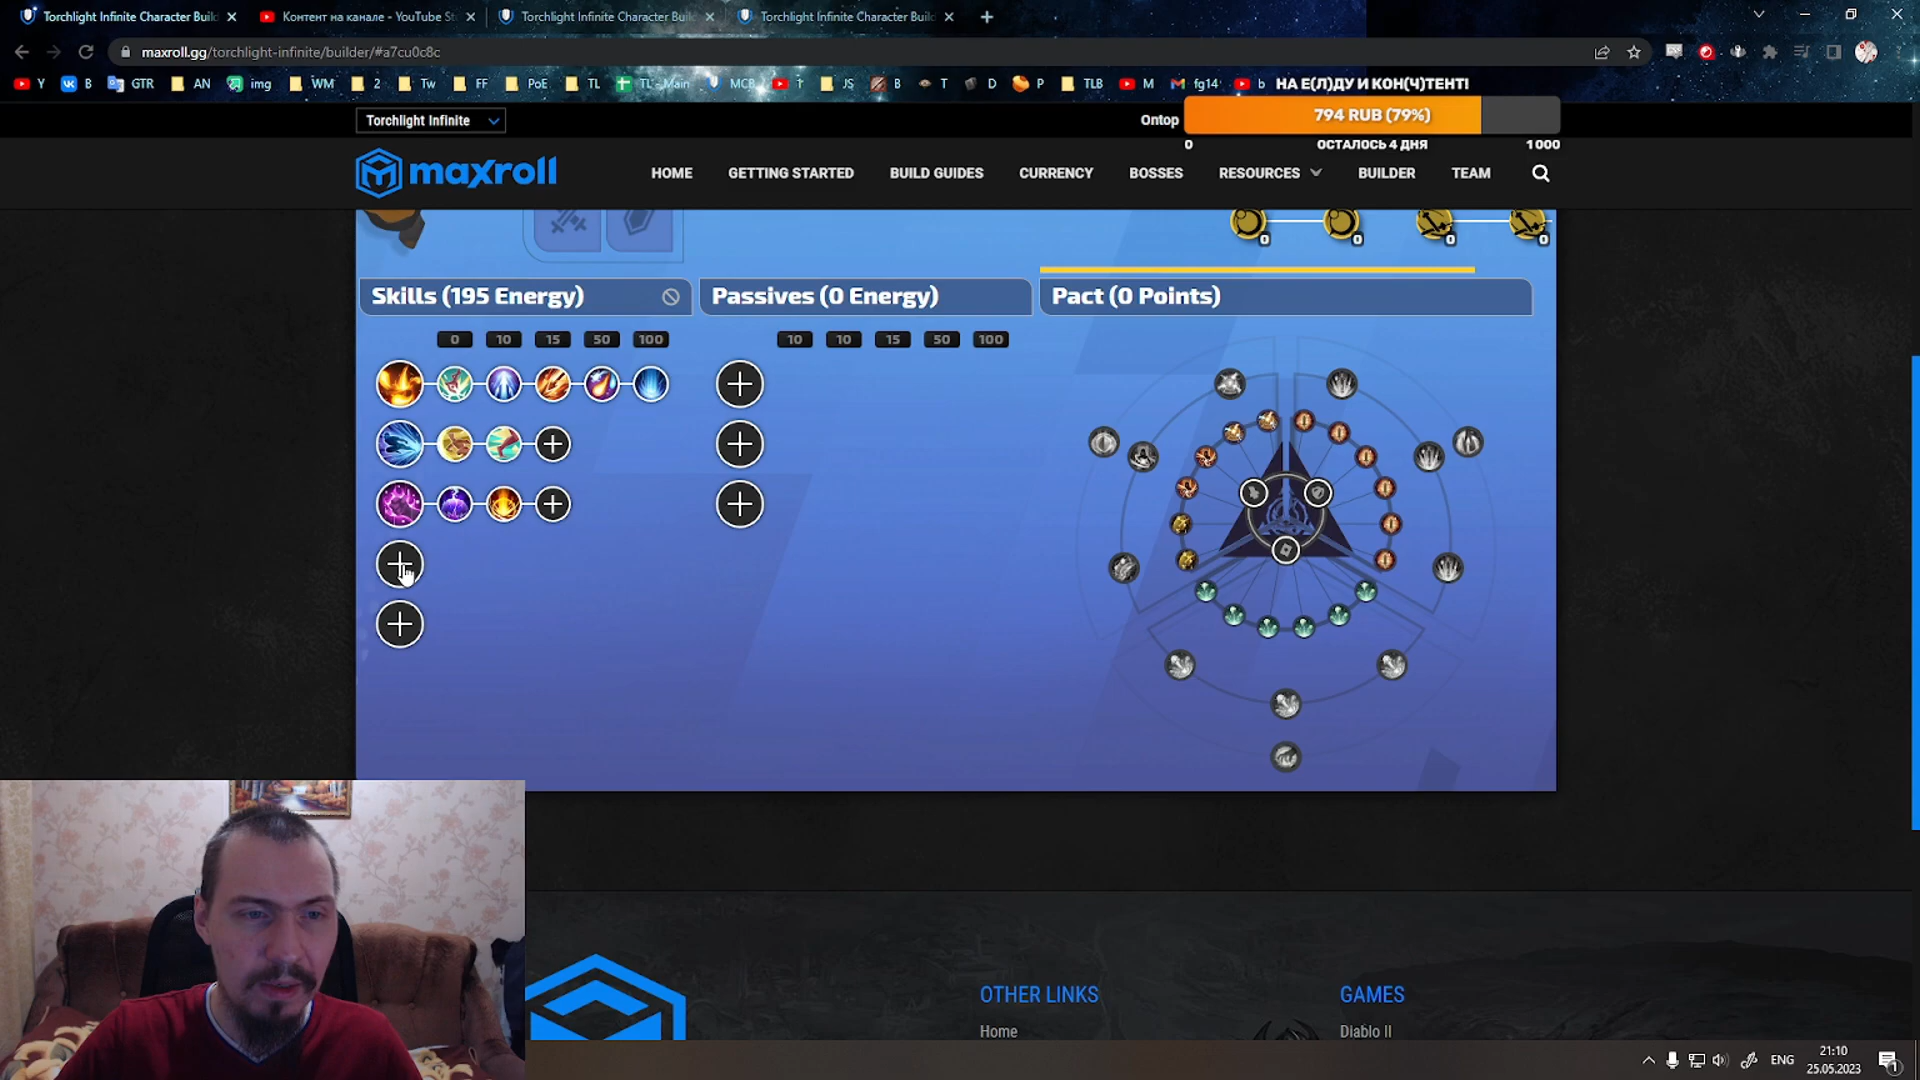 Torchlight Infinite Character Buil
Контент на канале - YouTube St
Torchlight Infinite Character Buil
Torchlight Infinite Character Build
maxroll.gg/torchlight-infinite/builder/#a7cu0c8c
Y B GTR AN img WM 2 Tw FF PoE TL TL - Main MCB T JS B T D P TLB M fg14 b
НА Е(Л)ДУ И КОН(Ч)ТЕНТ!
Torchlight Infinite
Ontop
794 RUB (79%)
0 ОСТАЛОСЬ 4 ДНЯ 1000
maxroll
HOME GETTING STARTED BUILD GUIDES CURRENCY BOSSES RESOURCES BUILDER TEAM
0 0 0 0
Skills (195 Energy)
Passives (0 Energy)
Pact (0 Points)
0 10 15 50 100
10 10 15 50 100
OTHER LINKS
GAMES
Home
Diablo II
ENG
21:10
25.05.2023
1